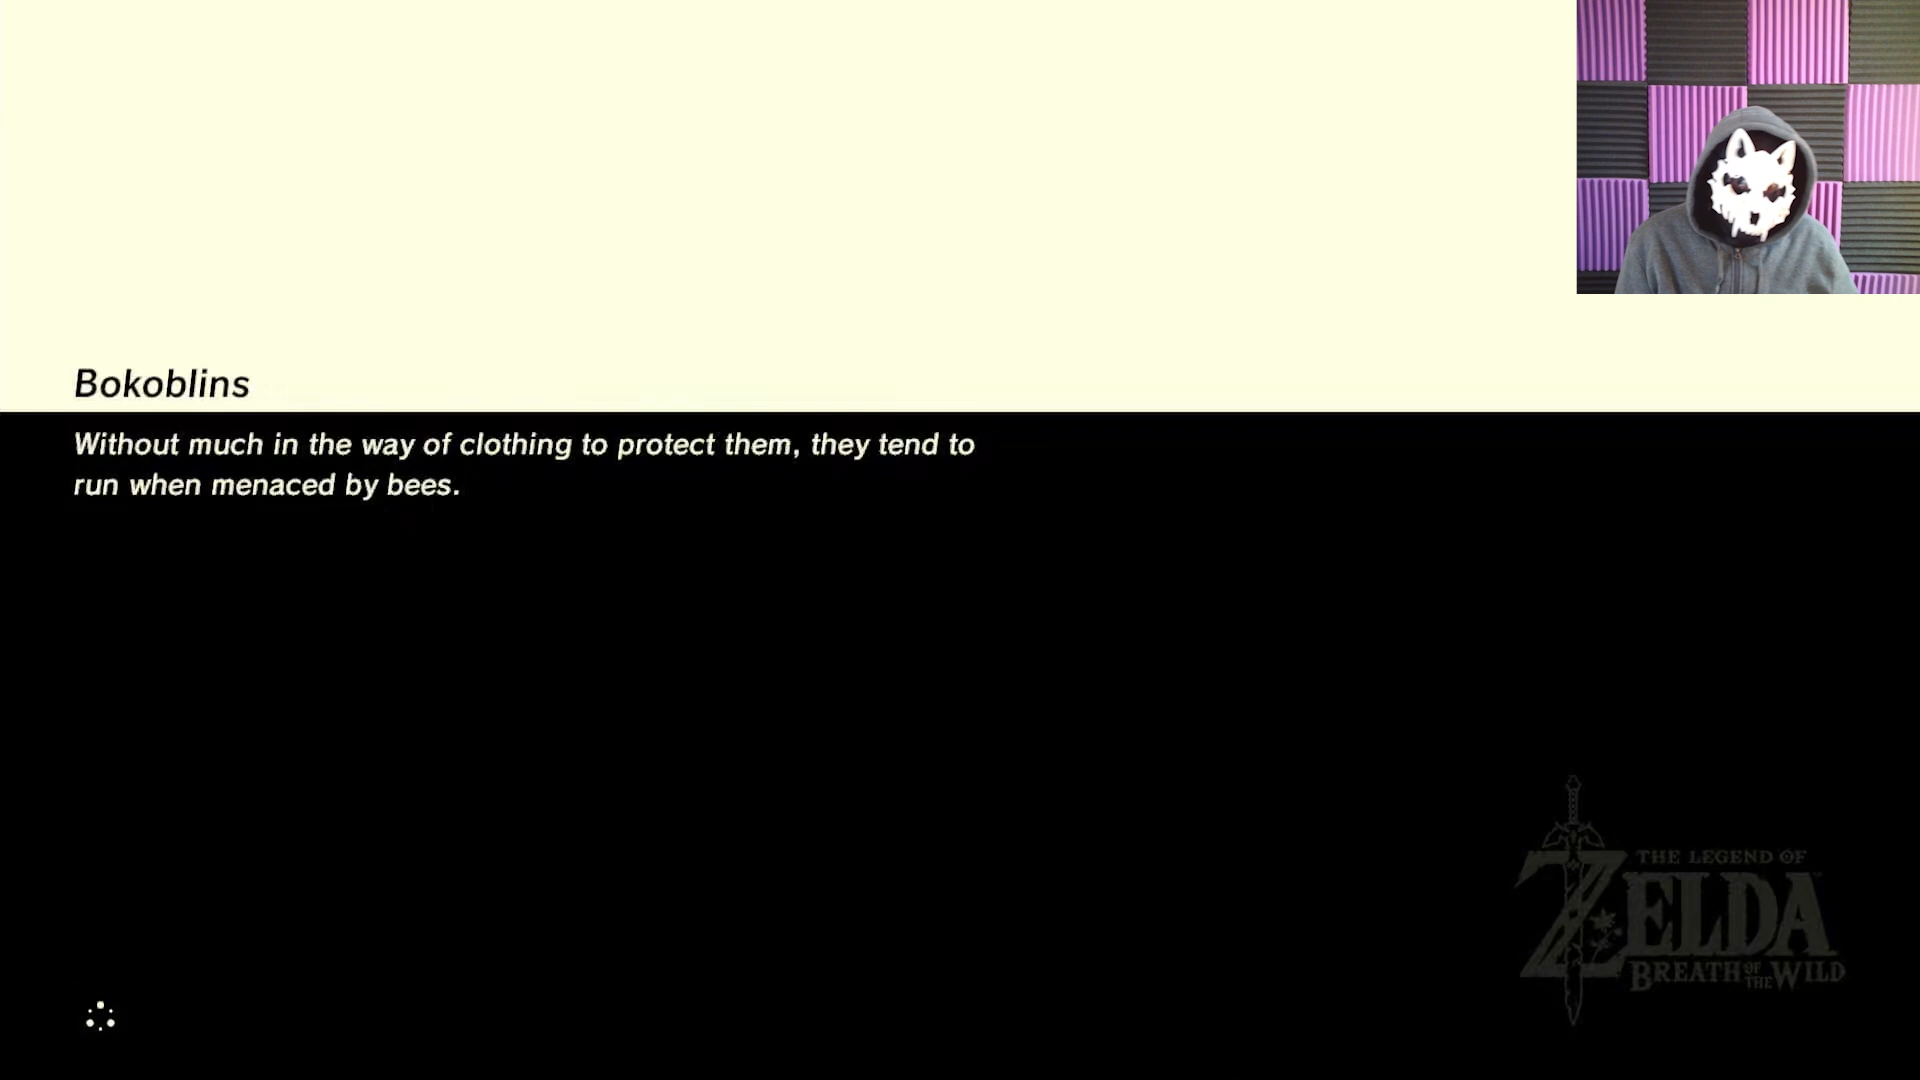 Bokoblins
Without much in the way of clothing to protect them, they tend to
run when menaced by bees.
THE LEGEND OF
ZELDA
BREATH OF THE WILD